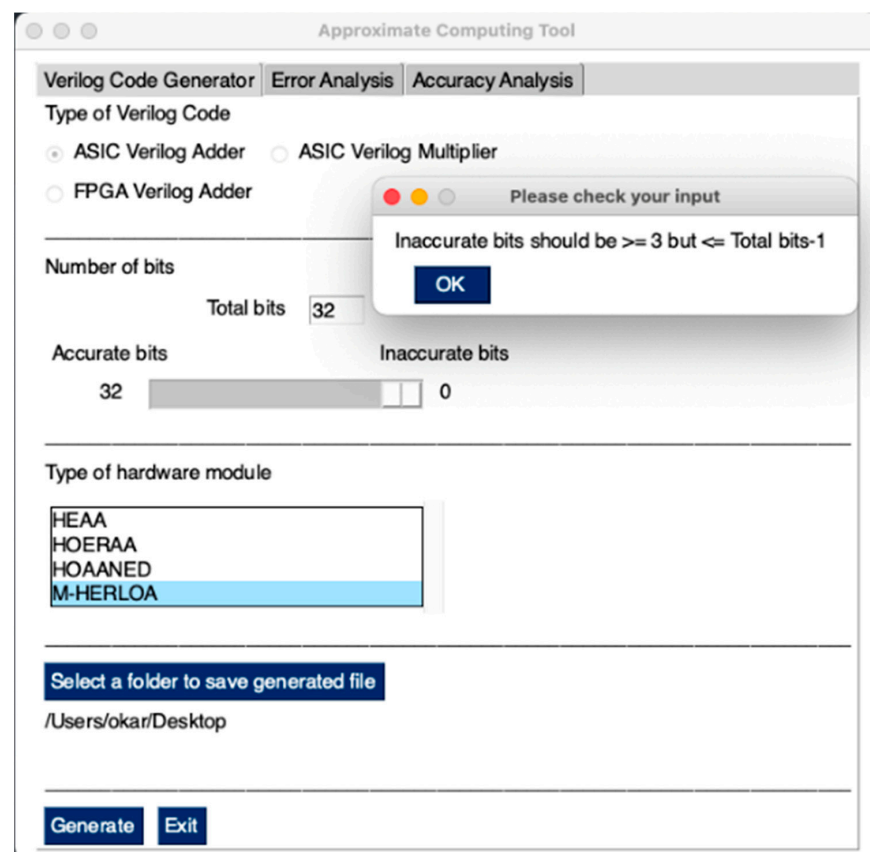 Approximate Computing Tool
Verilog Code Generator Error Analysis Accuracy Analysis
Type of Verilog Code
ASIC Verilog Adder ASIC Verilog Multiplier
FPGA Verilog Adder
Please check your input
Inaccurate bits should be >= 3 but <= Total bits-1
OK
Number of bits
Total bits 32
Accurate bits Inaccurate bits
32 0
Type of hardware module
HEAA
HOERAA
HOAANED
M-HERLOA
Select a folder to save generated file
/Users/okar/Desktop
Generate Exit